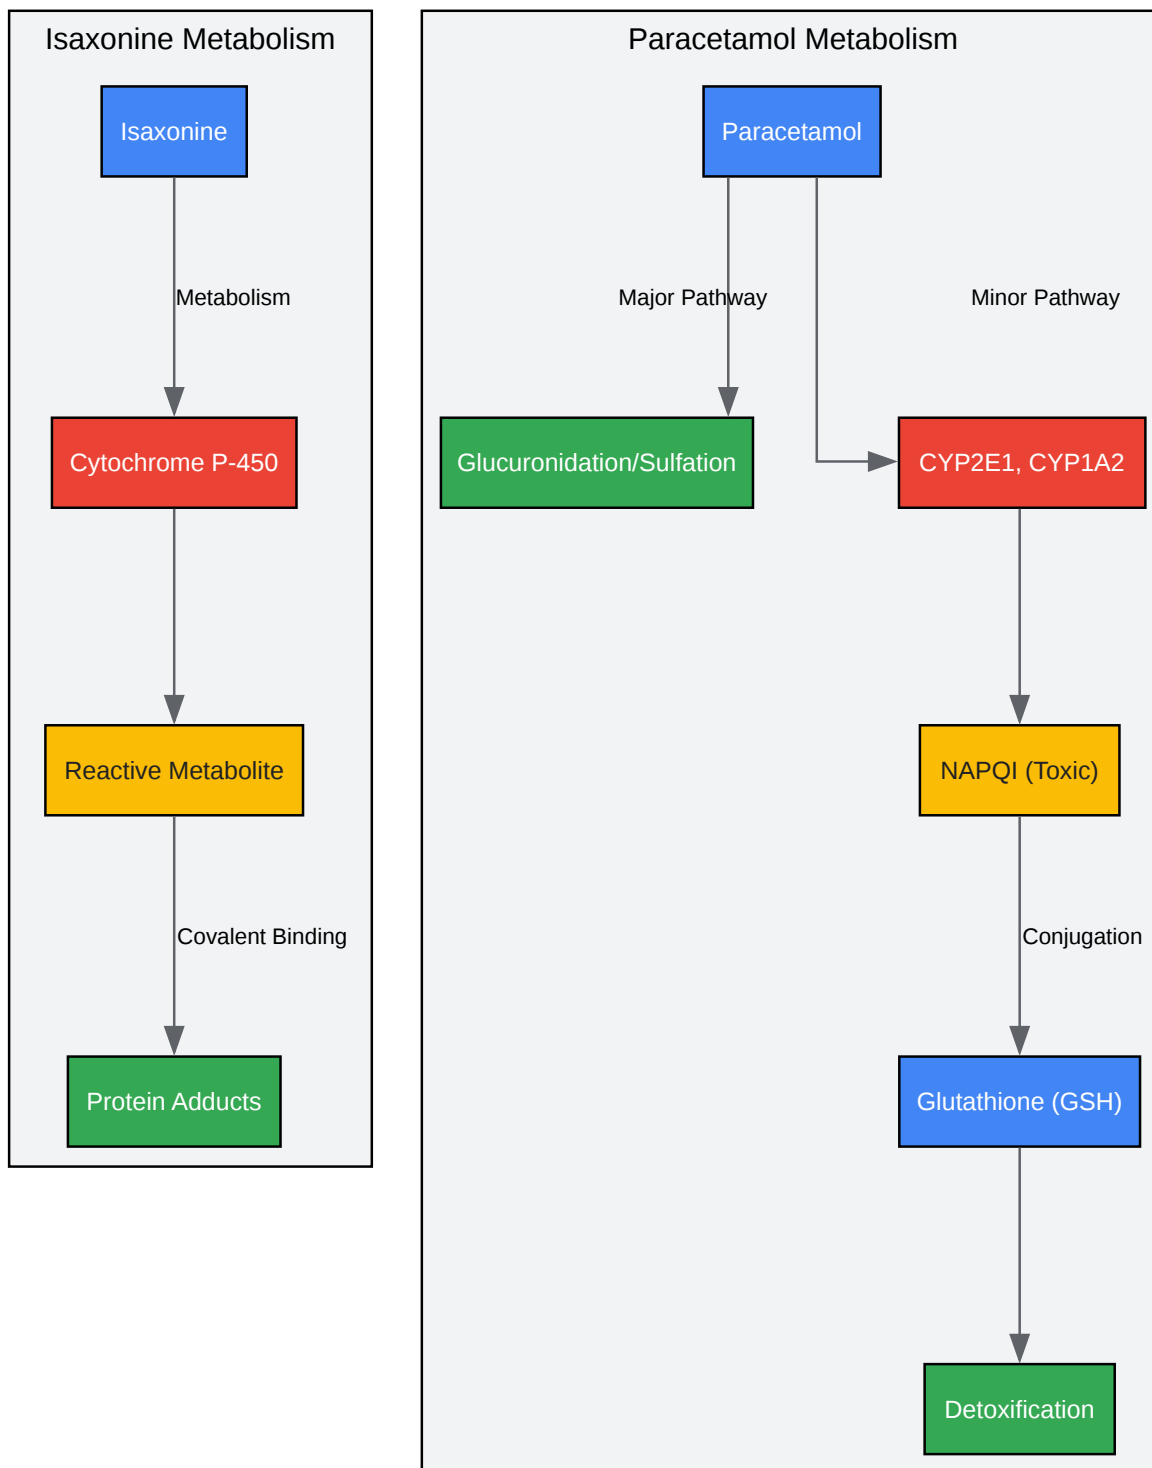 Isaxonine Metabolism
Isaxonine
Metabolism
Cytochrome P-450
Reactive Metabolite
Covalent Binding
Protein Adducts
Paracetamol Metabolism
Paracetamol
Major Pathway
Minor Pathway
Glucuronidation/Sulfation
CYP2E1, CYP1A2
NAPQI (Toxic)
Conjugation
Glutathione (GSH)
Detoxification